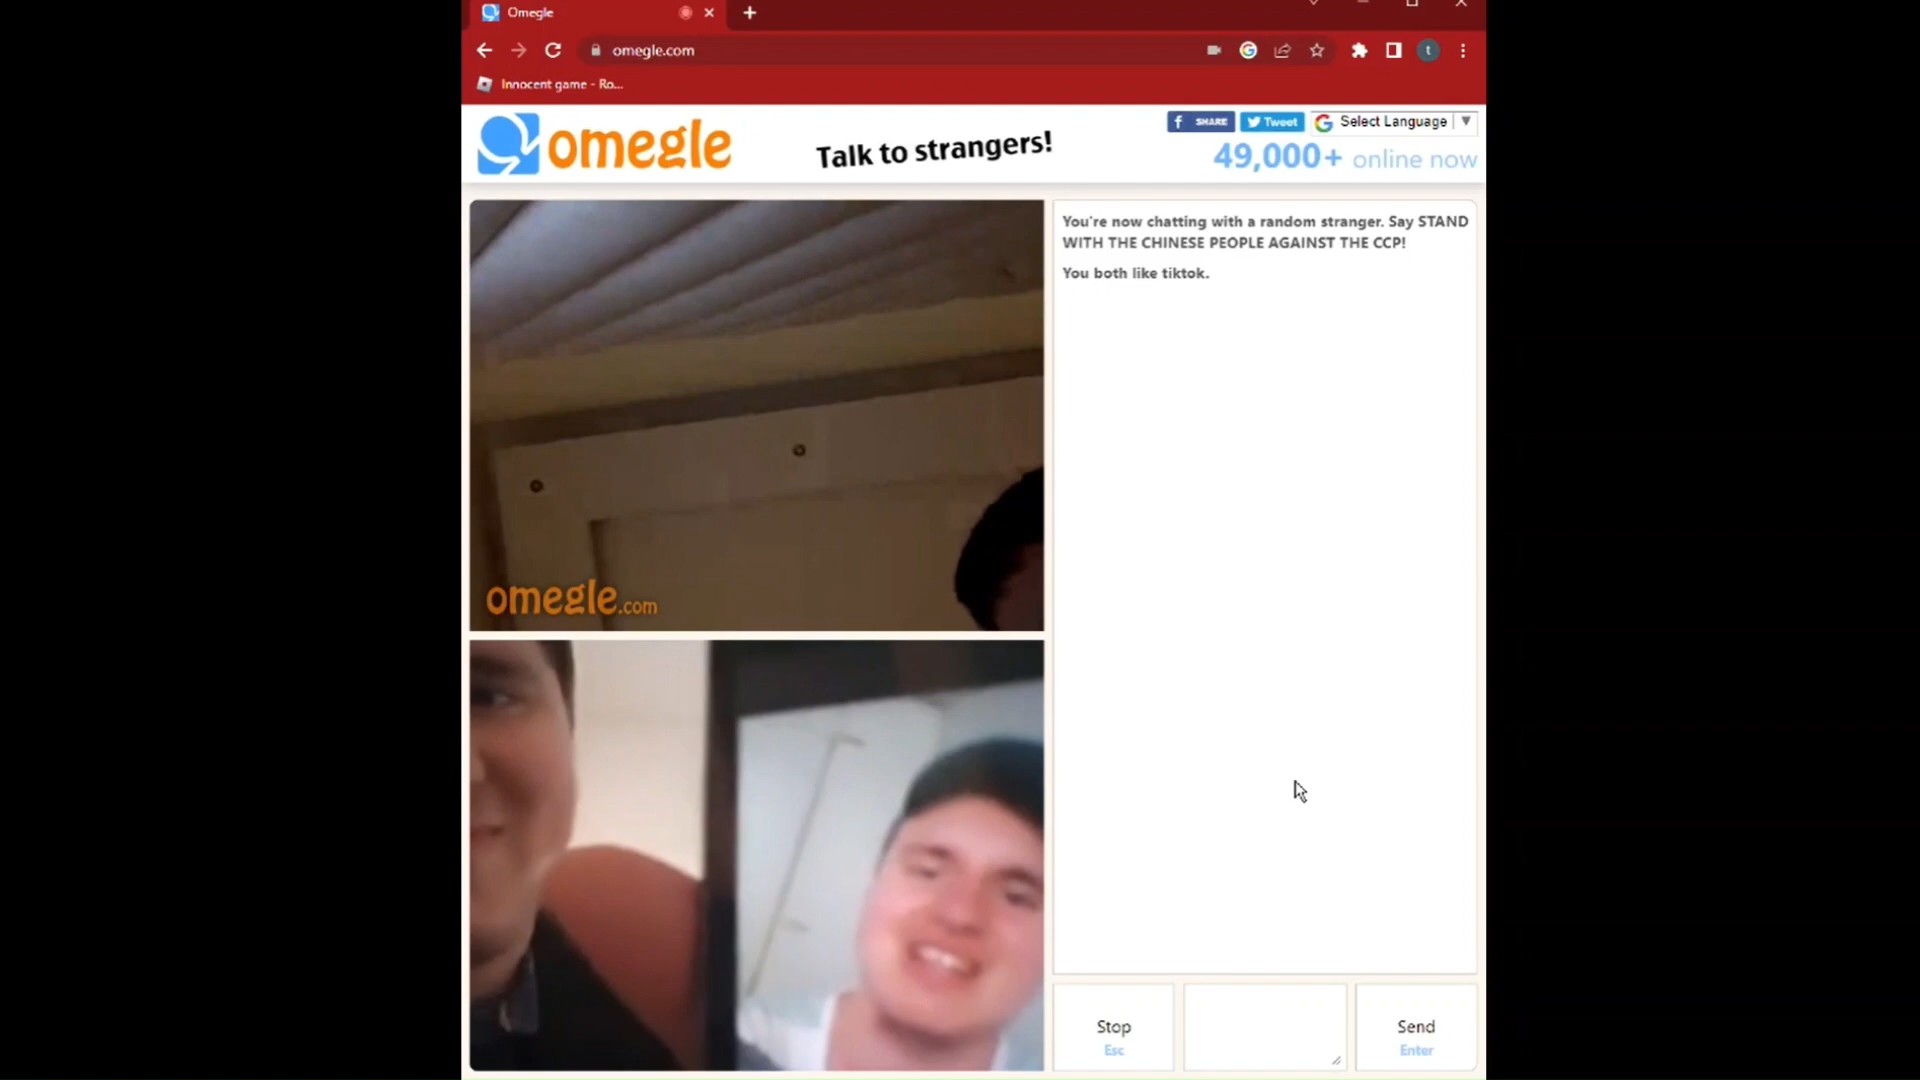 Omegle
omegle.com
t
Innocent game - Ro...
omegle
Talk to strangers!
SHARE
Tweet
Select Language
49,000+ online now
You're now chatting with a random stranger. Say STAND
WITH THE CHINESE PEOPLE AGAINST THE CCP!
You both like tiktok.
omegle.com
Stop
Esc
Send
Enter